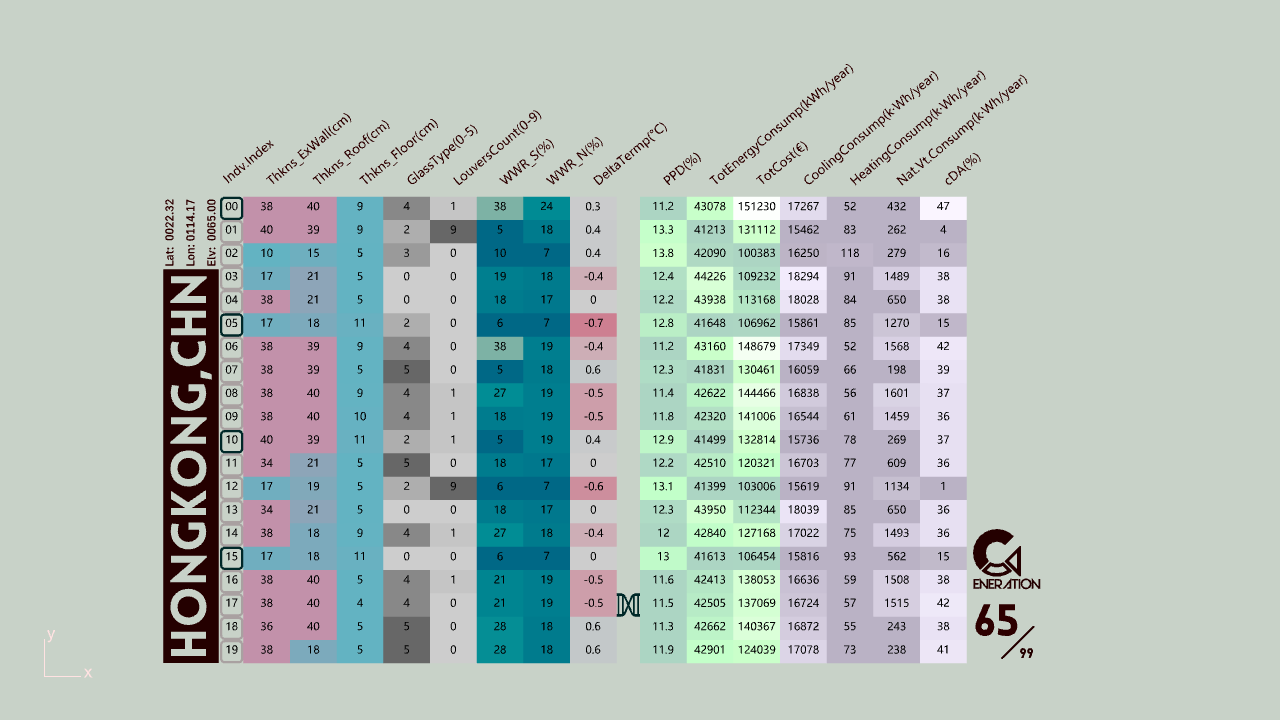 Indv.Index Thkns_ExWall(cm) Thkns_Roof(cm) Thkns_Floor(cm) GlassType(0-5) LouversCount(0-9) WWR_S(%) WWR_N(%) DeltaTermp(°C) PPD(%) TotEnergyConsump(kWh/year) TotCost(€) CoolingConsump(k·Wh/year) HeatingConsump(k·Wh/year) Nat.Vt.Consump(k·Wh/year) cDA(%)
Lat: 0022.32
Lon: 0114.17
Elv: 0065.00
HONGKONG,CHN
00 38 40 9 4 1 38 24 0.3 11.2 43078 151230 17267 52 432 47
01 40 39 9 2 9 5 18 0.4 13.3 41213 131112 15462 83 262 4
02 10 15 5 3 0 10 7 0.4 13.8 42090 100383 16250 118 279 16
03 17 21 5 0 0 19 18 -0.4 12.4 44226 109232 18294 91 1489 38
04 38 21 5 0 0 18 17 0 12.2 43938 113168 18028 84 650 38
05 17 18 11 2 0 6 7 -0.7 12.8 41648 106962 15861 85 1270 15
06 38 39 9 4 0 38 19 -0.4 11.2 43160 148679 17349 52 1568 42
07 38 39 9 5 0 5 18 0.6 12.3 41831 130461 16059 66 198 39
08 38 40 9 4 1 27 19 -0.5 11.4 42622 144466 16838 56 1601 37
09 38 40 10 4 1 18 19 -0.5 11.8 42320 141006 16544 61 1459 36
10 40 39 11 2 1 5 19 0.4 12.9 41499 132814 15736 78 269 37
11 34 21 5 5 0 18 17 0 12.2 42510 120321 16703 77 609 36
12 17 19 5 2 9 6 7 -0.6 13.1 41399 103006 15619 91 1134 1
13 34 21 5 0 0 18 17 0 12.3 43950 112344 18039 85 650 36
14 38 18 9 4 1 27 18 -0.4 12 42840 127168 17022 75 1493 36
15 17 18 11 0 0 6 7 0 13 41613 106454 15816 93 562 15
16 38 40 5 4 1 21 19 -0.5 11.6 42413 138053 16636 59 1508 38
17 38 40 4 4 0 21 19 -0.5 11.5 42505 137069 16724 57 1515 42
18 36 40 5 5 0 28 18 0.6 11.3 42662 140367 16872 55 243 38
19 38 18 5 5 0 28 18 0.6 11.9 42901 124039 17078 73 238 41
GENERATION
65/99
y
x